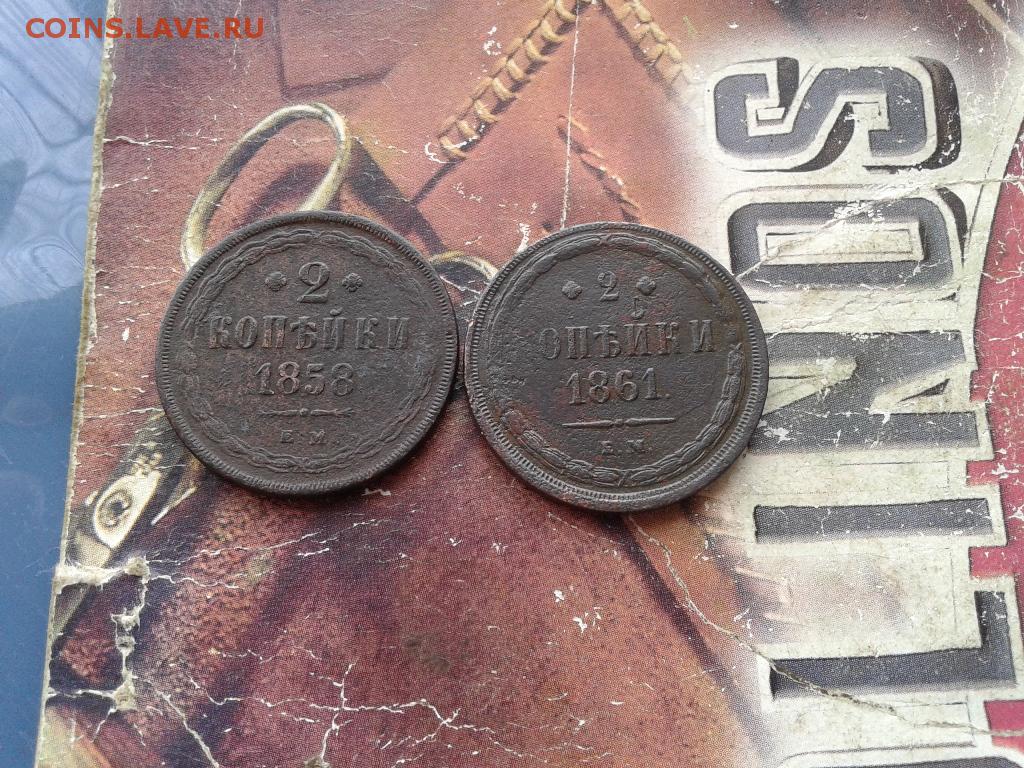 COINS.LAVE.RU
2
КОПѢЙКИ
1858
Е.М.
2
ОПѢЙКИ
1861.
Е.М.